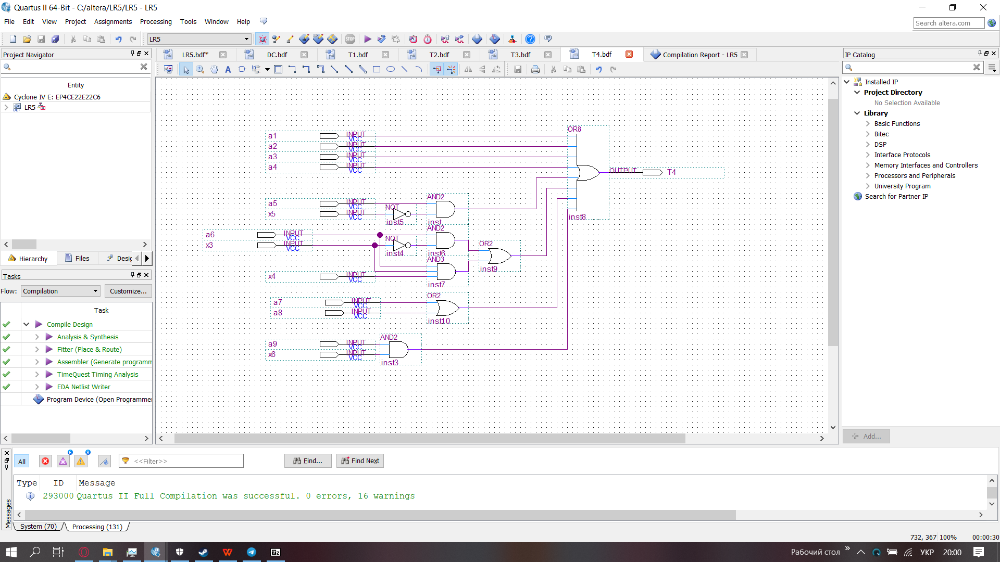 Quartus II 64-Bit - C:/altera/LR5/LR5 - LR5
File Edit View Project Assignments Processing Tools Window Help
Search altera.com
LR5
STOP
Project Navigator
LR5.bdf*
DC.bdf
T1.bdf
T2.bdf
T3.bdf
T4.bdf
Compilation Report - LR5
IP Catalog
Entity
Cyclone IV E: EP4CE22E22C6
LR5
Installed IP
Project Directory
No Selection Available
Library
Basic Functions
Bitec
DSP
Interface Protocols
Memory Interfaces and Controllers
Processors and Peripherals
University Program
Search for Partner IP
OR8
a1 INPUT VCC
a2 INPUT VCC
a3 INPUT VCC
a4 INPUT VCC
OUTPUT T4
inst8
AND2
a5 INPUT VCC
NOT
x5 INPUT VCC
inst5 inst
AND2
a6 INPUT VCC
NOT
x3 INPUT VCC
OR2
inst4 inst6
AND3
inst9
x4 INPUT VCC
inst7
OR2
a7 INPUT VCC
a8 INPUT VCC
inst10
AND2
a9 INPUT VCC
x6 INPUT VCC
inst3
Hierarchy Files Desig
Tasks
Flow: Compilation Customize...
Task
Compile Design
Analysis & Synthesis
Fitter (Place & Route)
Assembler (Generate programm
TimeQuest Timing Analysis
EDA Netlist Writer
Program Device (Open Programmer
Add...
Messages
All
6
8
<<Filter>>
Find...
Find Next
Type ID Message
293000 Quartus II Full Compilation was successful. 0 errors, 16 warnings
System (70) Processing (131)
732, 367 100% 00:00:30
Рабочий стол » УКР 20:00